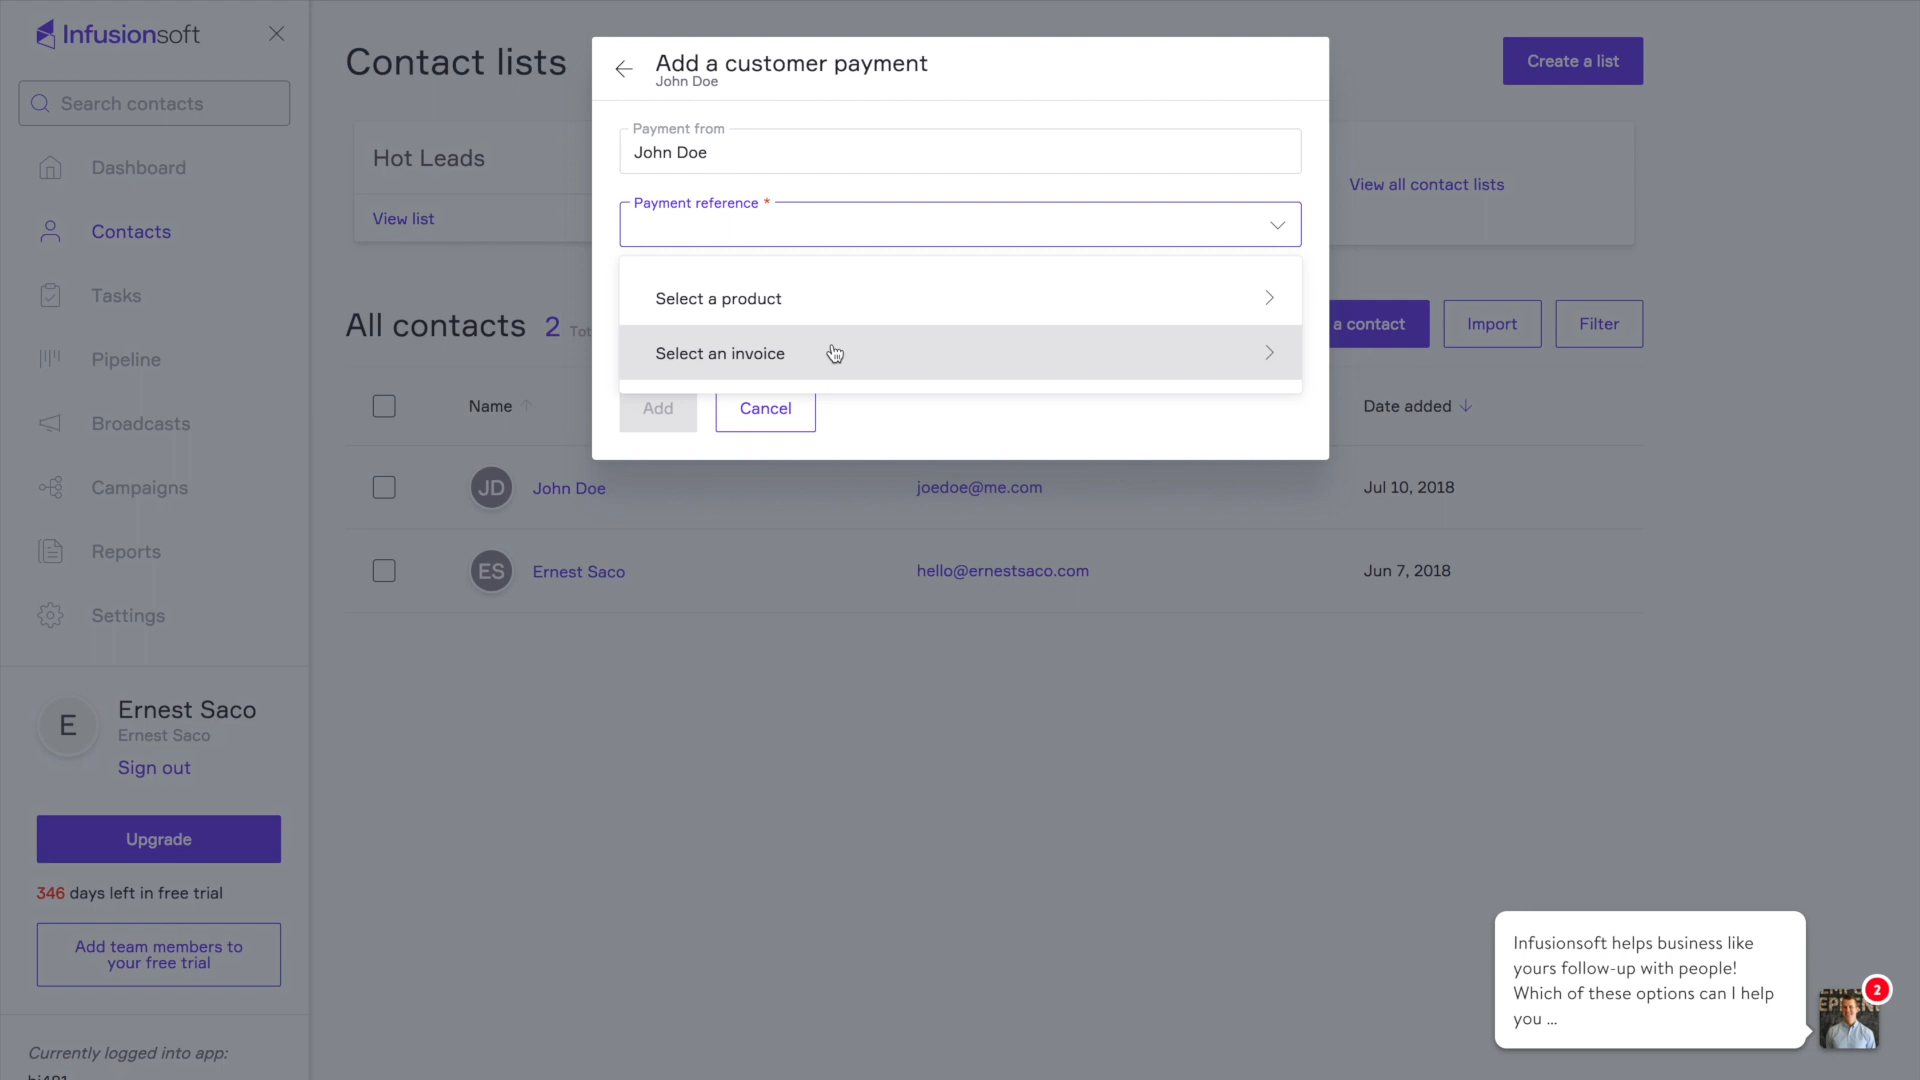 Infusionsoft
Search contacts
Dashboard
Contacts
Tasks
Pipeline
Broadcasts
Campaigns
Reports
Settings
E
Ernest Saco
Ernest Saco
Sign out
Upgrade
346 days left in free trial
Add team members to
your free trial
Currently logged into app:
Contact lists
Create a list
Hot Leads
View list
View all contact lists
All contacts 2 Tot
a contact
Import
Filter
Name
Date added
JD John Doe joedoe@me.com Jul 10, 2018
ES Ernest Saco hello@ernestsaco.com Jun 7, 2018
Add a customer payment
John Doe
Payment from
John Doe
Payment reference *
Select a product
Select an invoice
Add
Cancel
Infusionsoft helps business like
yours follow-up with people!
Which of these options can I help
you ...
2